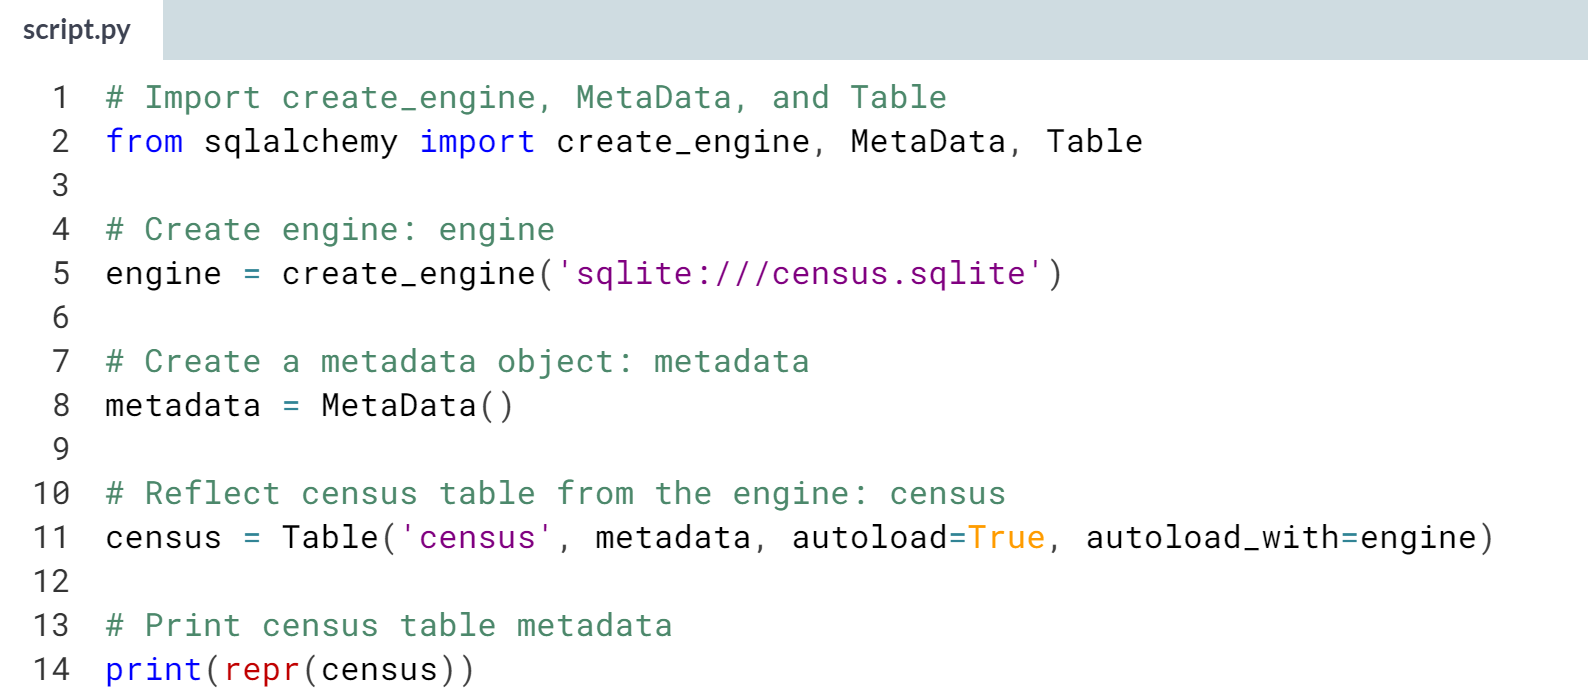 script.py
1 # Import create_engine, MetaData, and Table
2 from sqlalchemy import create_engine, MetaData, Table
3
4 # Create engine: engine
5 engine = create_engine('sqlite:///census.sqlite')
6
7 # Create a metadata object: metadata
8 metadata = MetaData()
9
10 # Reflect census table from the engine: census
11 census = Table('census', metadata, autoload=True, autoload_with=engine)
12
13 # Print census table metadata
14 print(repr(census))